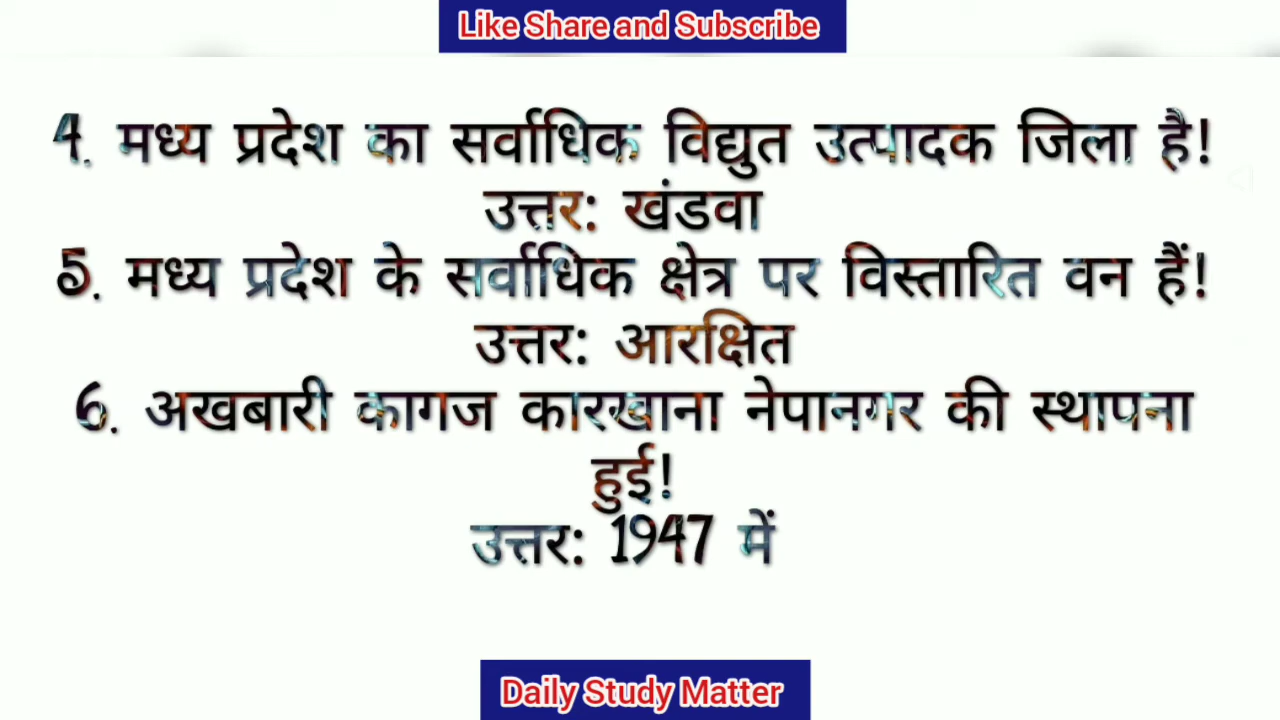 Like Share and Subscribe
4. मध्य प्रदेश का सर्वाधिक विद्युत उत्पादक जिला है!
उत्तर: खंडवा
5. मध्य प्रदेश के सर्वाधिक क्षेत्र पर विस्तारित वन हैं!
उत्तर: आरक्षित
6. अखबारी कागज कारखाना नेपानगर की स्थापना
हुई!
उत्तर: 1947 में
Daily Study Matter